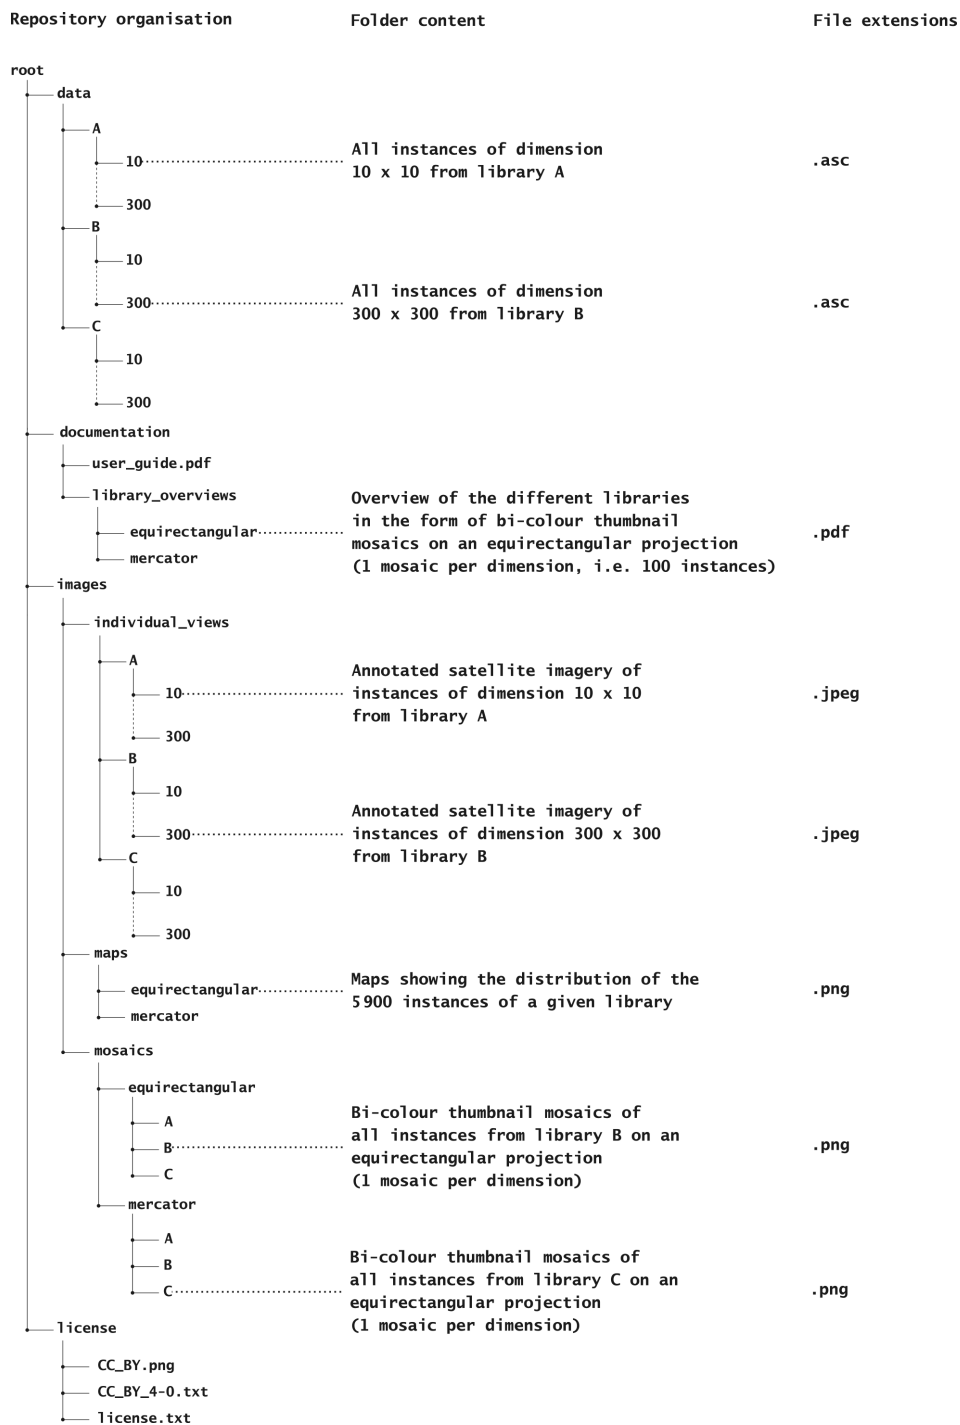 Repository organisation Folder content File extensions
root
data
A
10 All instances of dimension .asc
10 x 10 from library A
300
B
10
300 All instances of dimension .asc
300 x 300 from library B
C
10
300
documentation
user_guide.pdf
library_overviews
equirectangular Overview of the different libraries .pdf
in the form of bi-colour thumbnail
mosaics on an equirectangular projection
(1 mosaic per dimension, i.e. 100 instances)
mercator
images
individual_views
A
10 Annotated satellite imagery of .jpeg
instances of dimension 10 x 10
from library A
300
B
10
300 Annotated satellite imagery of .jpeg
instances of dimension 300 x 300
from library B
C
10
300
maps
equirectangular Maps showing the distribution of the .png
5 900 instances of a given library
mercator
mosaics
equirectangular
A
B Bi-colour thumbnail mosaics of .png
all instances from library B on an
equirectangular projection
(1 mosaic per dimension)
C
mercator
A
B
C Bi-colour thumbnail mosaics of .png
all instances from library C on an
equirectangular projection
(1 mosaic per dimension)
license
CC_BY.png
CC_BY_4-0.txt
license.txt